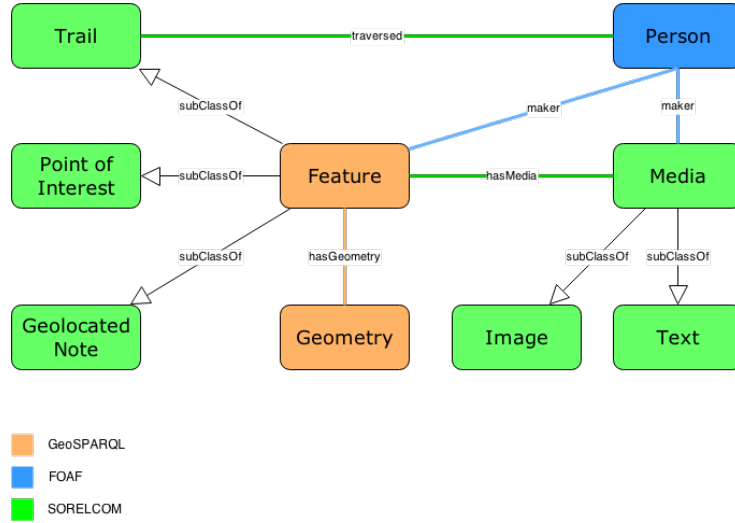 Trail
traversed
Person
subClassOf
maker
maker
Point of
Interest
subClassOf
Feature
hasMedia
Media
subClassOf
hasGeometry
subClassOf
subClassOf
Geolocated
Note
Geometry
Image
Text
GeoSPARQL
FOAF
SORELCOM